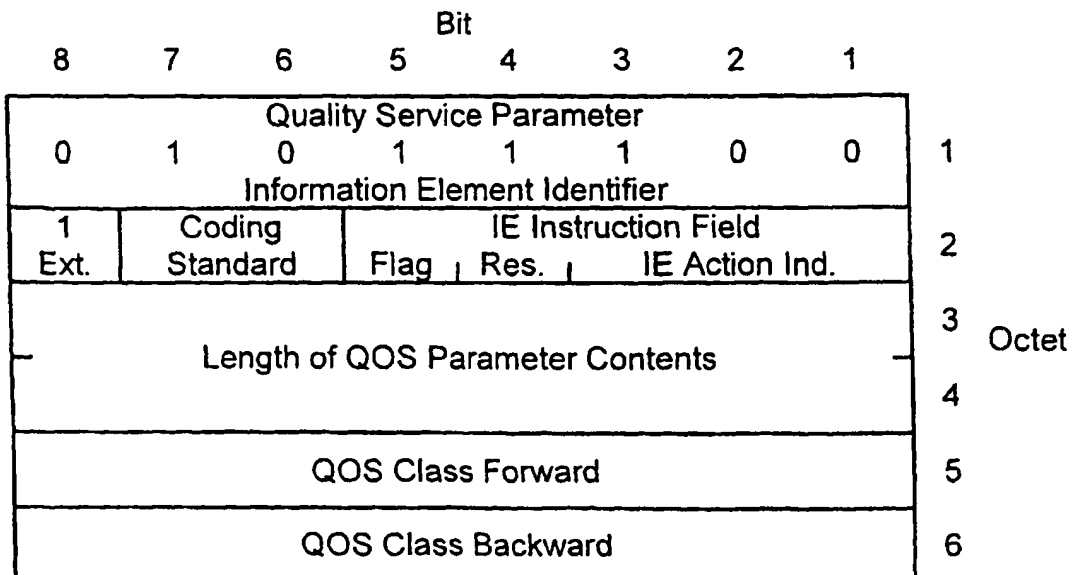 Bit
8 7 6 5 4 3 2 1
Quality Service Parameter
0 1 0 1 1 1 0 0 1
Information Element Identifier
1 Coding IE Instruction Field
Ext. Standard Flag Res. IE Action Ind. 2
3
Length of QOS Parameter Contents Octet
4
QOS Class Forward 5
QOS Class Backward 6